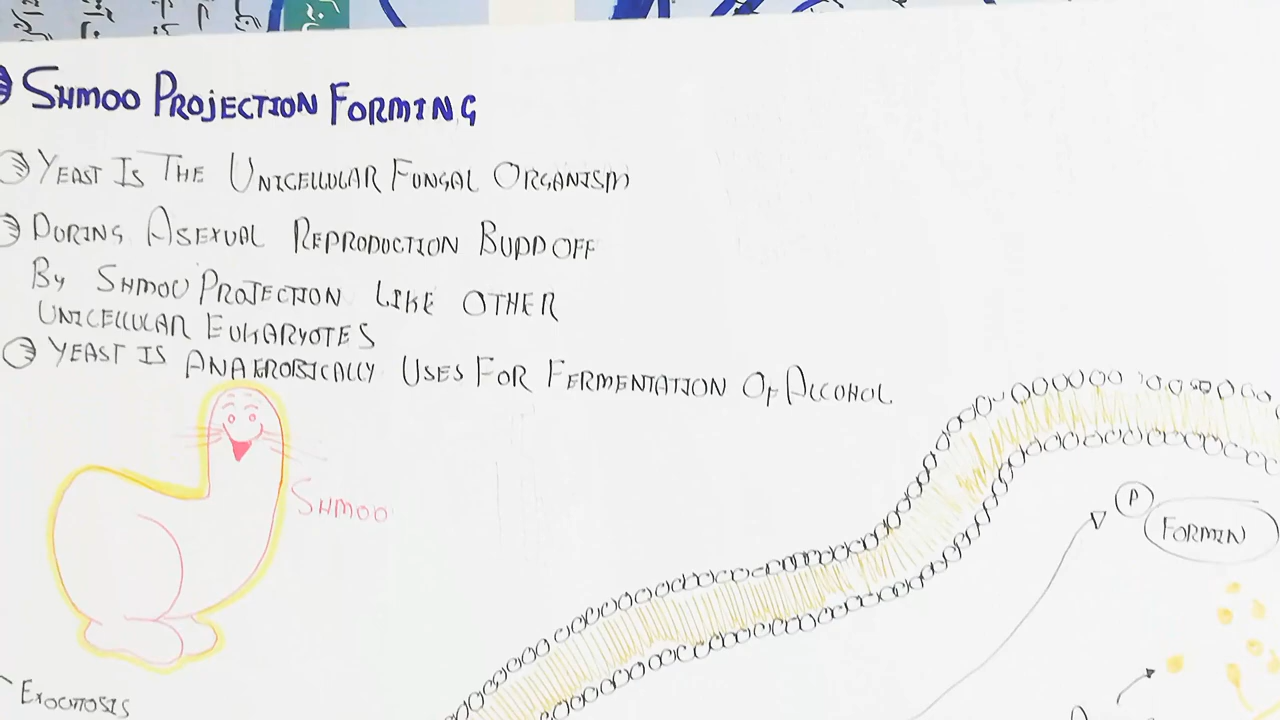 SHMOO PROJECTION FORMING
YEAST IS THE UNICELLULAR FUNGAL ORGANISM
DURING ASEXUAL REPRODUCTION BUDD OFF
BY SHMOO PROJECTION LIKE OTHER
UNICELLULAR EUKARYOTES
YEAST IS ANAEROBICALLY USES FOR FERMENTATION OF ALCOHOL
SHMOO
P
FORMIN
EXOCYTOSIS